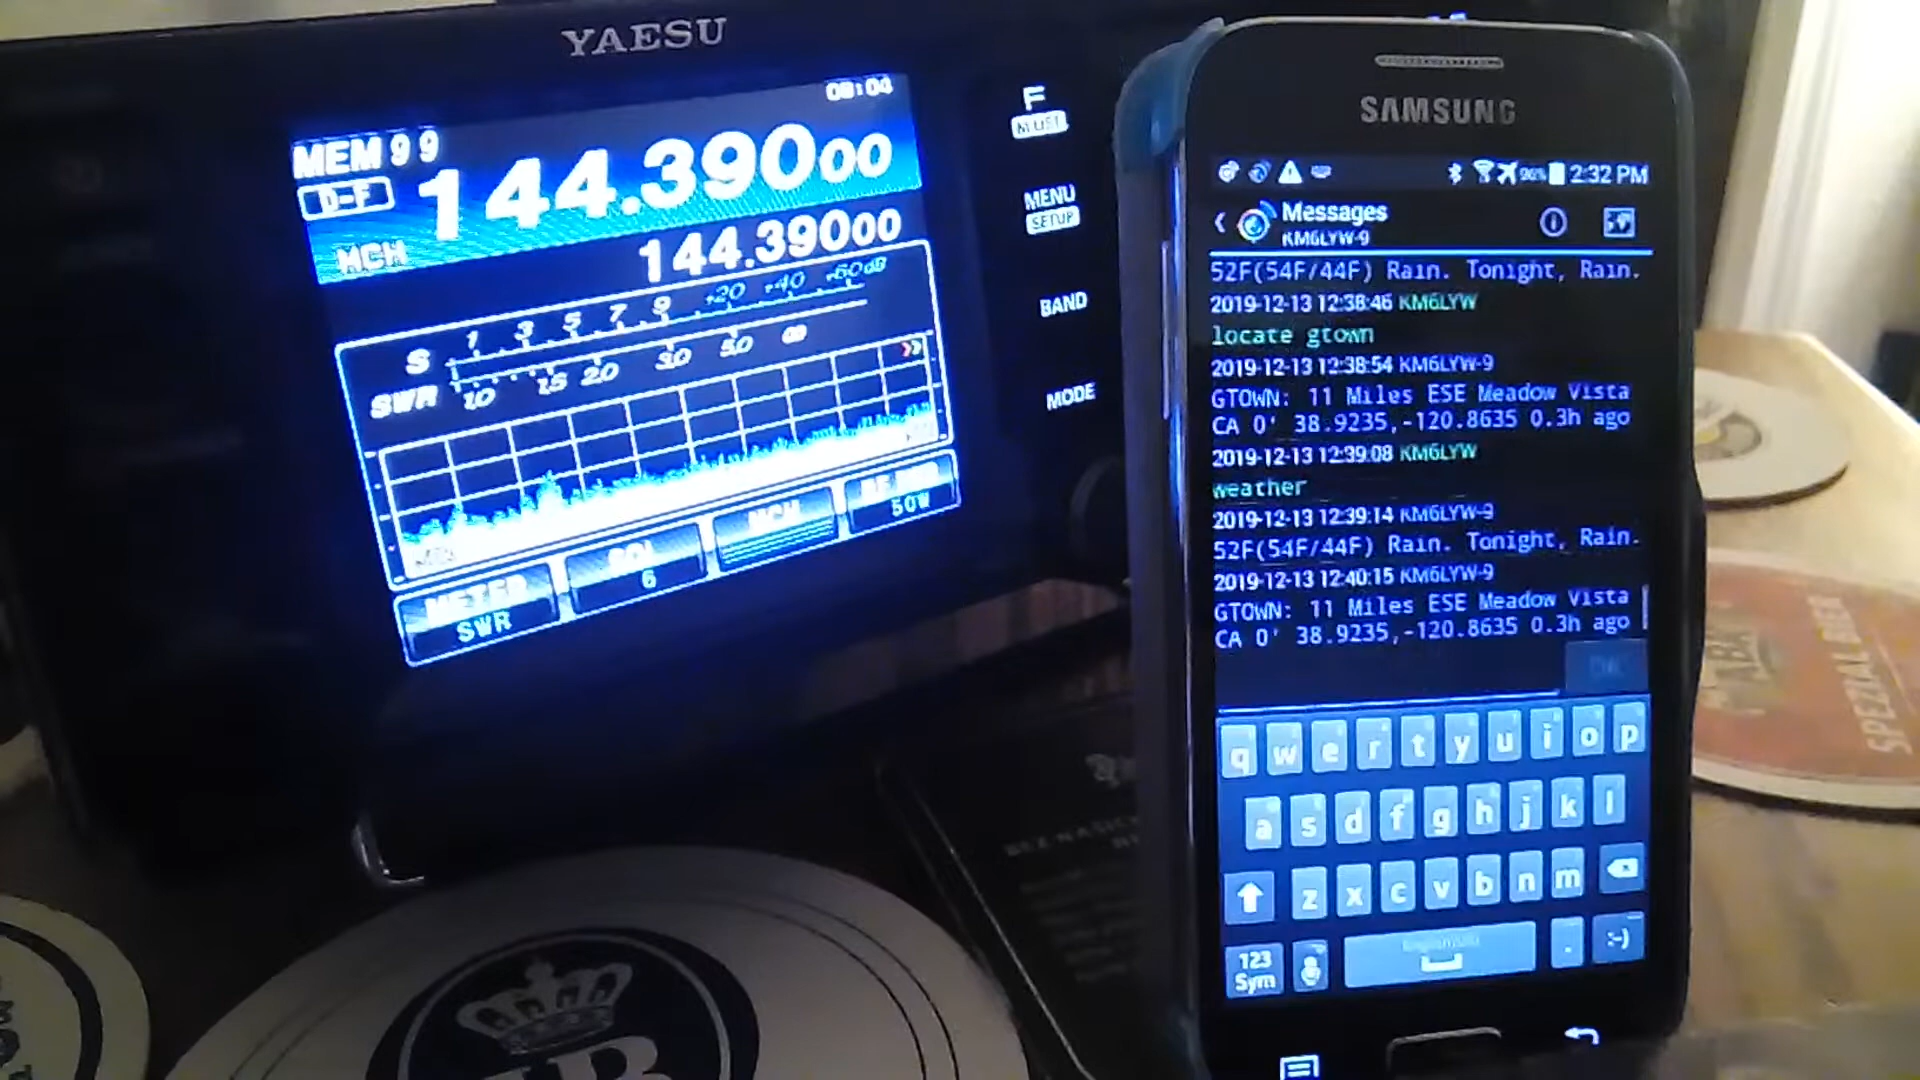 YAESU
08:04
MEM 99
D-F
144.39000
MCH
144.39000
S 1 3 5 7 9 +20 +40 +60dB
SWR 1.0 1.5 2.0 3.0 5.0 ∞
METER
SWR
6
MCH
50W
F
M LIST
MENU
SETUP
BAND
MODE
SAMSUNG
96% 2:32 PM
Messages
KM6LYW-9
52F(54F/44F) Rain. Tonight, Rain.
2019-12-13 12:38:46 KM6LYW
locate gtown
2019-12-13 12:38:54 KM6LYW-9
GTOWN: 11 Miles ESE Meadow Vista
CA 0' 38.9235,-120.8635 0.3h ago
2019-12-13 12:39:08 KM6LYW
weather
2019-12-13 12:39:14 KM6LYW-9
52F(54F/44F) Rain. Tonight, Rain.
2019-12-13 12:40:15 KM6LYW-9
GTOWN: 11 Miles ESE Meadow Vista
CA 0' 38.9235,-120.8635 0.3h ago
q w e r t y u i o p
a s d f g h j k l
z x c v b n m
123
Sym
. :-)
SPEZIAL BIER